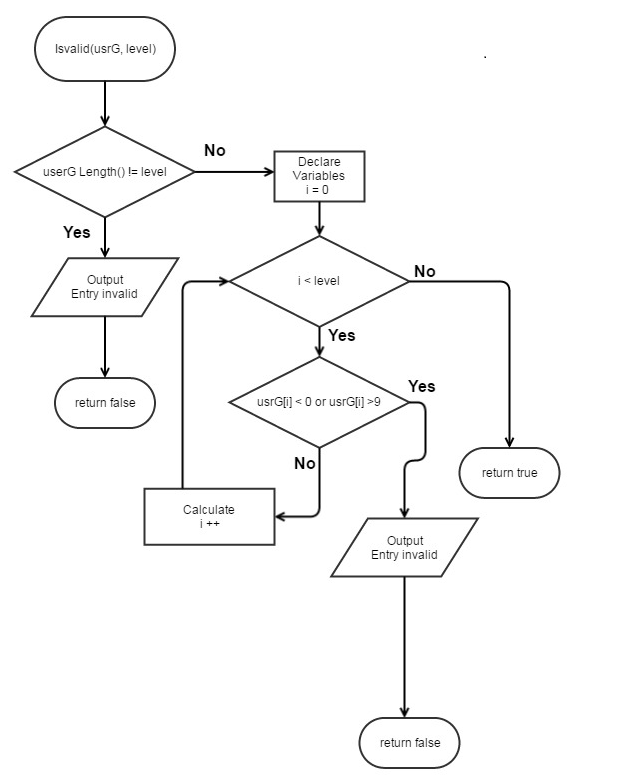 Isvalid(usrG, level)
userG Length() != level
No
Declare
Variables
i = 0
Yes
Output
Entry invalid
return false
i < level
No
Yes
usrG[i] < 0 or usrG[i] >9
Yes
No
Calculate
i ++
return true
Output
Entry invalid
return false